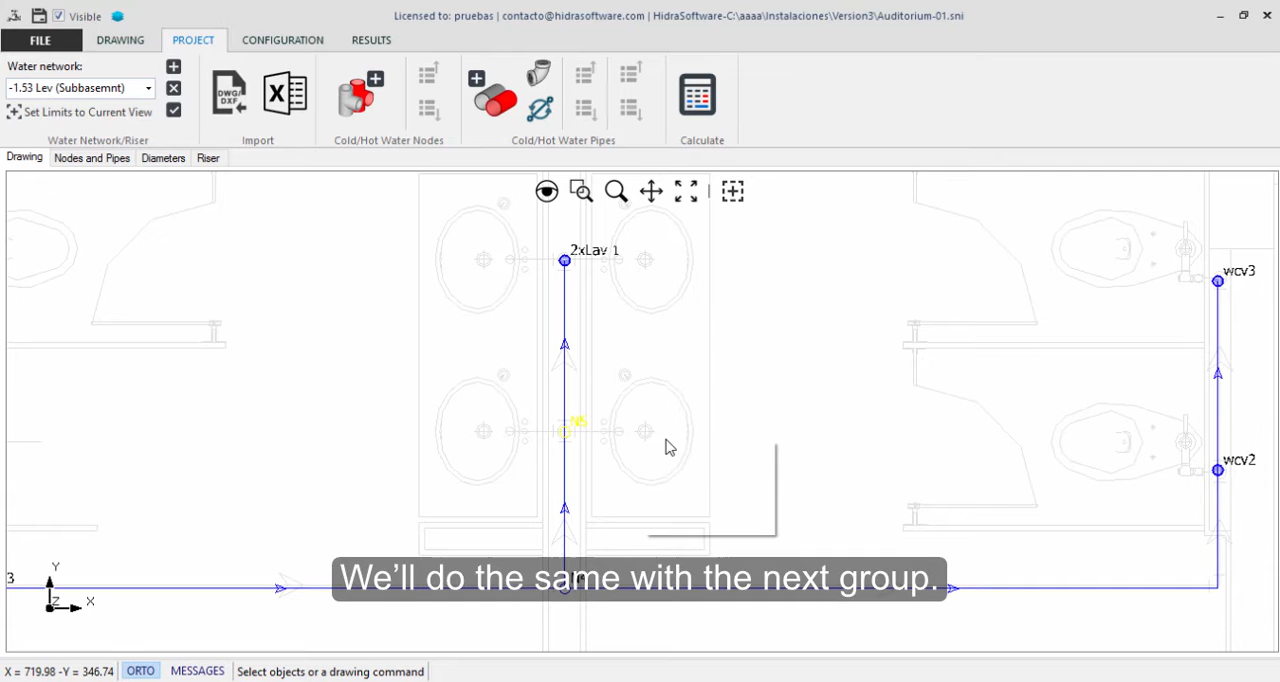 Visible
Licensed to: pruebas | contacto@hidrasoftware.com | HidraSoftware-C:\aaaa\Instalaciones\Version3\Auditorium-01.sni
FILE DRAWING PROJECT CONFIGURATION RESULTS
Water network:
-1.53 Lev (Subbasemnt)
Set Limits to Current View
DWG/
DXF
Water Network/Riser Import Cold/Hot Water Nodes Cold/Hot Water Pipes Calculate
Drawing Nodes and Pipes Diameters Riser
2xLav 1
wcv3
N5
wcv2
Y
3
Z X
We'll do the same with the next group.
X = 719.98 -Y = 346.74 ORTO MESSAGES Select objects or a drawing command